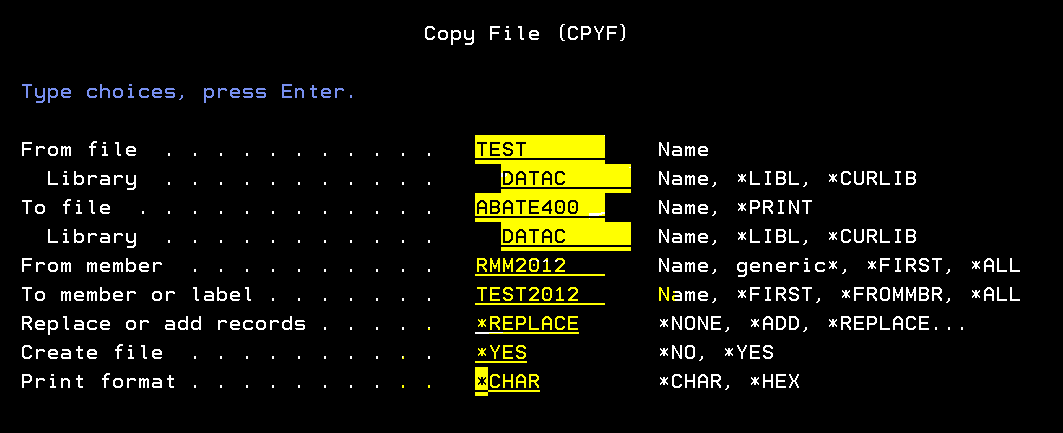 Copy File (CPYF)
Type choices, press Enter.
From file . . . . . . . . . . . TEST Name
Library . . . . . . . . . . . DATAC Name, *LIBL, *CURLIB
To file . . . . . . . . . . . . ABATE400 _ Name, *PRINT
Library . . . . . . . . . . . DATAC Name, *LIBL, *CURLIB
From member . . . . . . . . . . RMM2012 Name, generic*, *FIRST, *ALL
To member or label . . . . . . . TEST2012 Name, *FIRST, *FROMMBR, *ALL
Replace or add records . . . . . *REPLACE *NONE, *ADD, *REPLACE...
Create file . . . . . . . . . . *YES *NO, *YES
Print format . . . . . . . . . . *CHAR *CHAR, *HEX